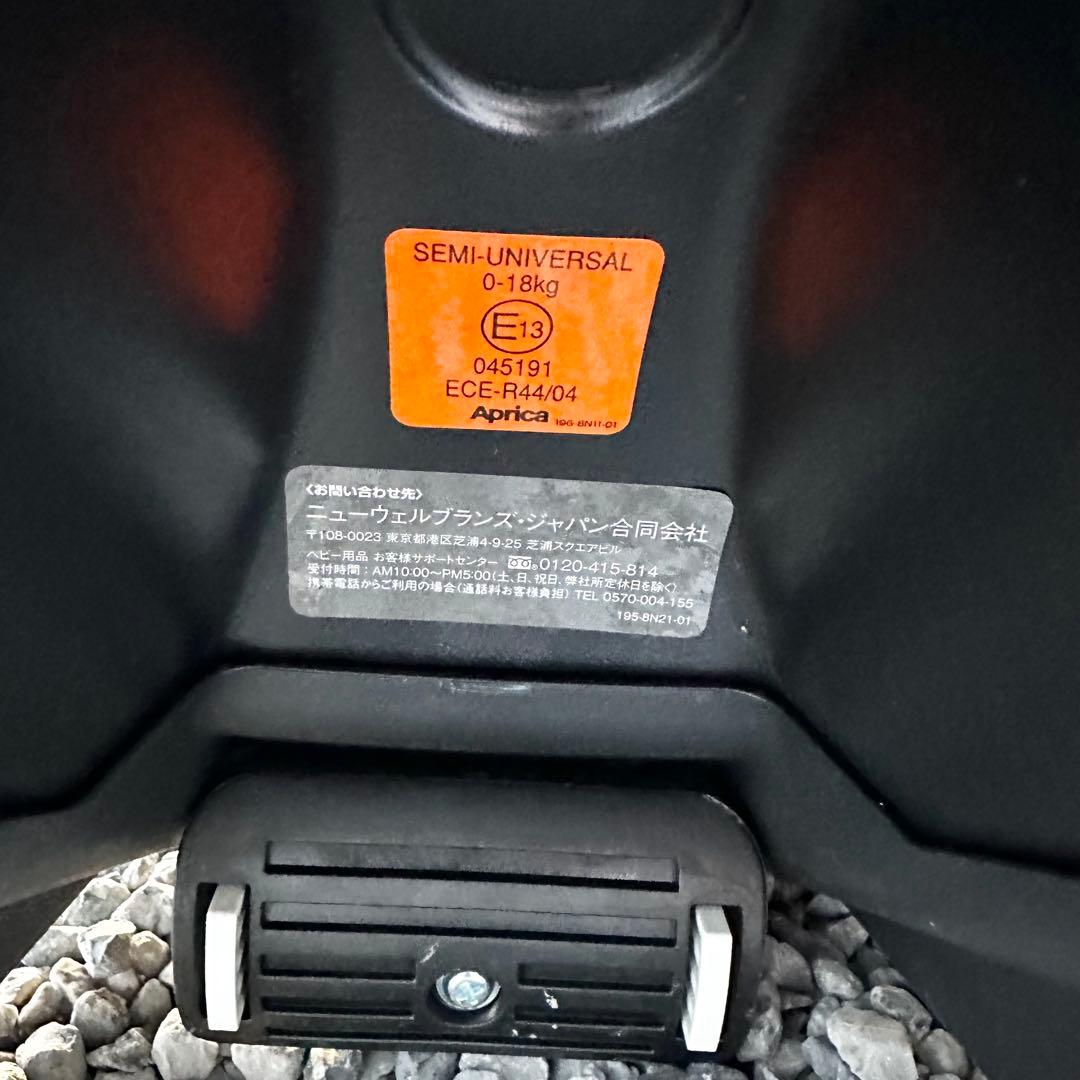 SEMI-UNIVERSAL
0-18kg
E13
045191
ECE-R44/04
Aprica 196-8N11-01
〈お問い合わせ先〉
ニューウェルブランズ・ジャパン合同会社
〒108-0023 東京都港区芝浦4-9-25 芝浦スクエアビル
ベビー用品 お客様サポートセンター 0120-415-814
受付時間:AM10:00〜PM5:00(土、日、祝日、弊社所定休日を除く)
携帯電話からご利用の場合(通話料お客様負担) TEL 0570-004-155
195-8N21-01